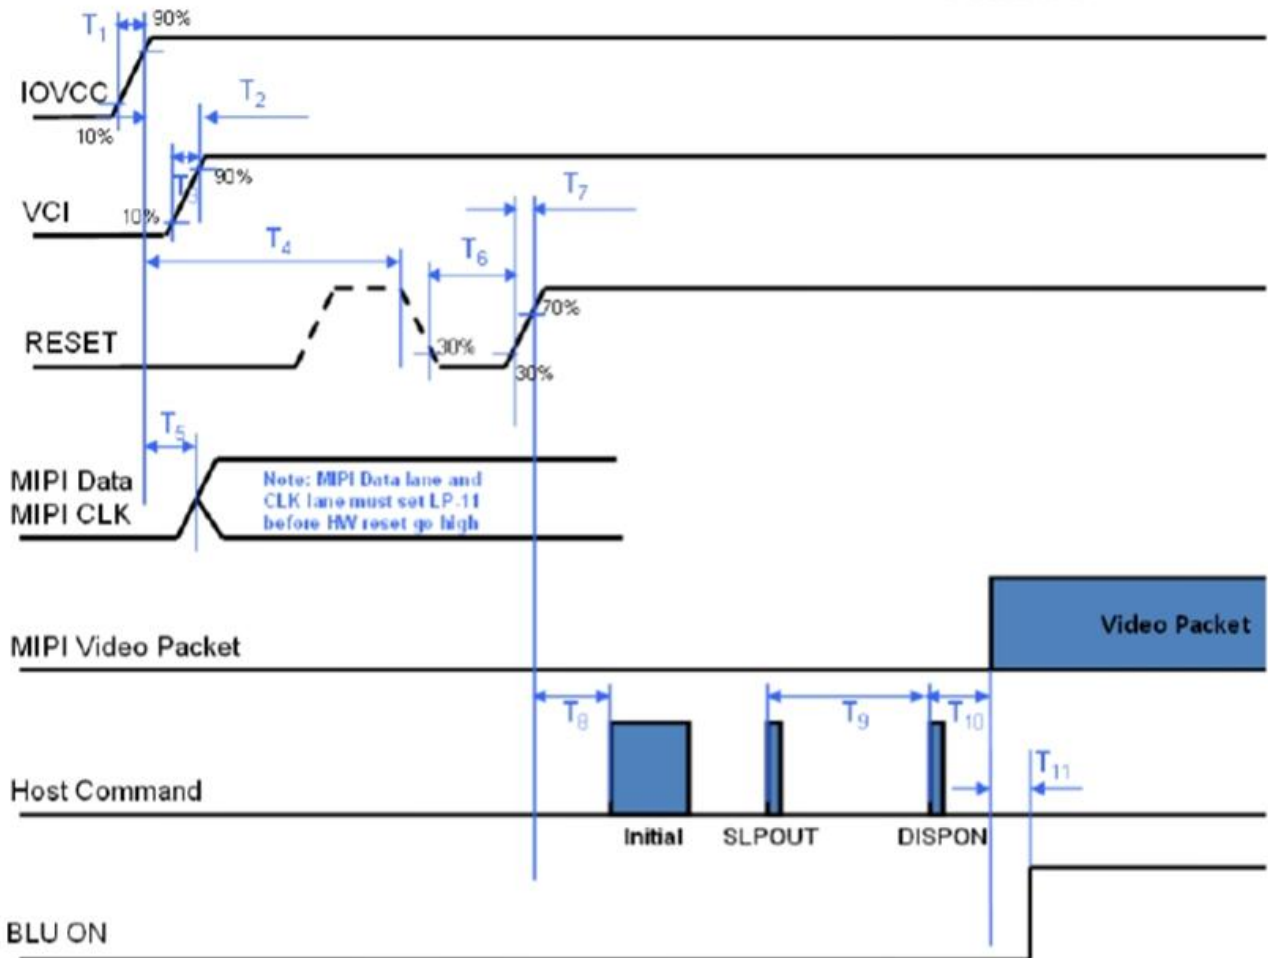 T1
90%
IOVCC
T2
10%
T3
90%
VCI
10%
T7
T4
T6
70%
RESET
30%
30%
T5
MIPI Data
MIPI CLK
Note: MIPI Data lane and
CLK lane must set LP-11
before HW reset go high
Video Packet
MIPI Video Packet
T8
T9
T10
T11
Host Command
Initial
SLPOUT
DISPON
BLU ON